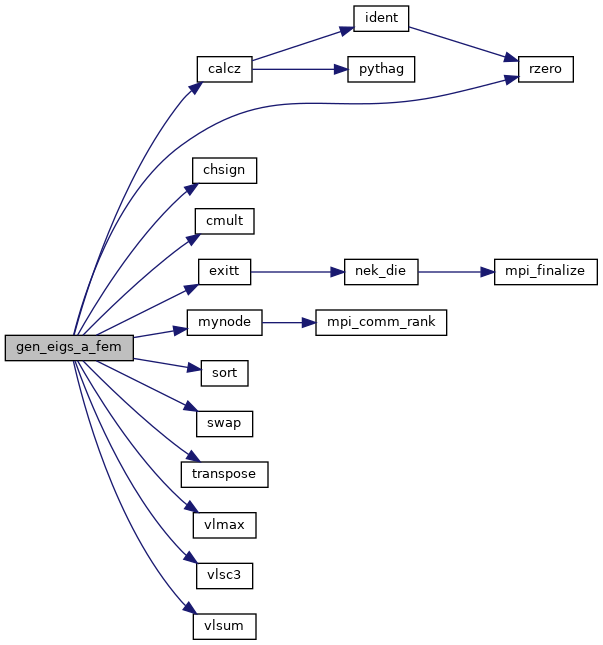 ident
calcz
pythag
rzero
chsign
cmult
exitt
nek_die
mpi_finalize
mynode
mpi_comm_rank
gen_eigs_a_fem
sort
swap
transpose
vlmax
vlsc3
vlsum